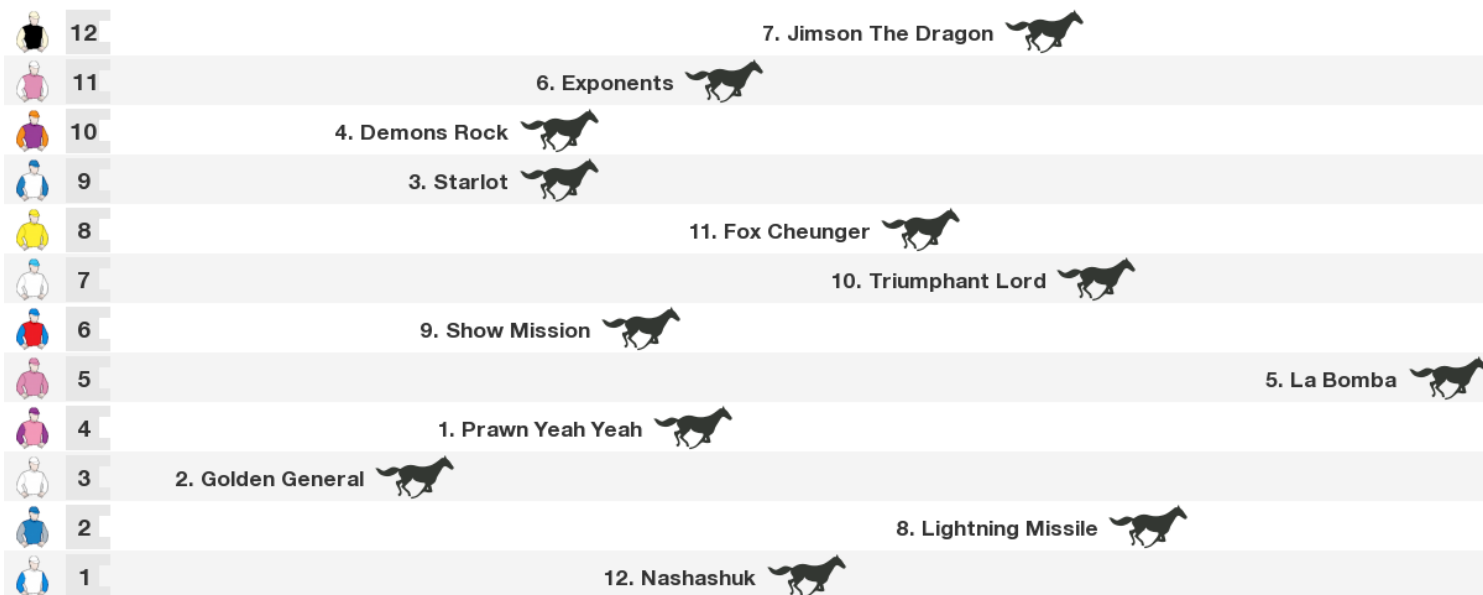 12 7. Jimson The Dragon
11 6. Exponents
10 4. Demons Rock
9 3. Starlot
8 11. Fox Cheunger
7 10. Triumphant Lord
6 9. Show Mission
5 5. La Bomba
4 1. Prawn Yeah Yeah
3 2. Golden General
2 8. Lightning Missile
1 12. Nashashuk